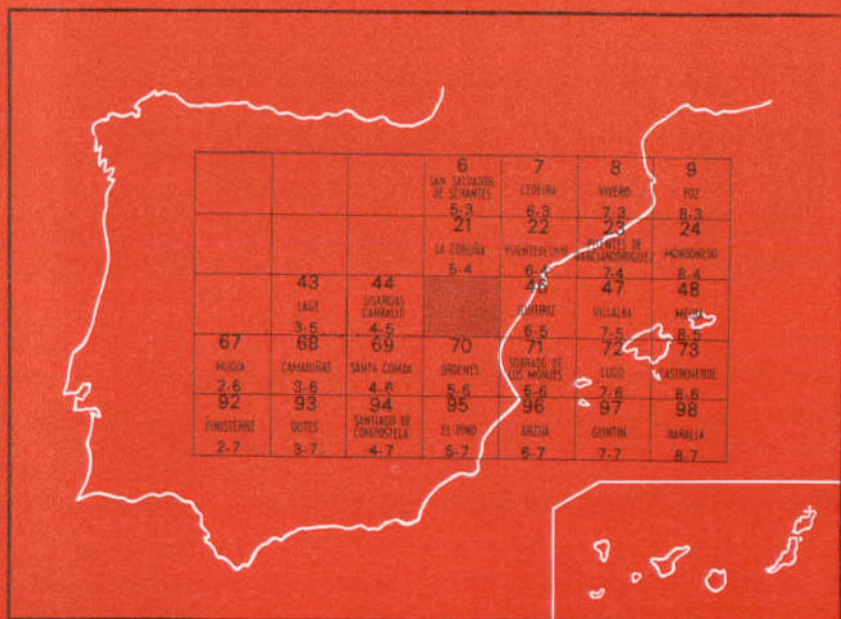 6 7 8 9
SAN SALVADOR DE SERANTES CEDEIRA VIVERO FOZ
5-3 6-3 7-3 8-3
21 22 23 24
LA CORUÑA PUENTEDEUME PUENTES DE GARCIARODRIGUEZ MONDOÑEDO
5-4 6-4 7-4 8-4
43 44 46 47 48
LAGE SISARGAS CARBALLO GUITIRIZ VILLALBA MEIRA
3-5 4-5 6-5 7-5 8-5
67 68 69 70 71 72 73
MUGIA CAMARIÑAS SANTA COMBA ORDENES SOBRADO DE LOS MONJES LUGO CASTROVERDE
2-6 3-6 4-6 5-6 6-6 7-6 8-6
92 93 94 95 96 97 98
FINISTERRE OUTES SANTIAGO DE COMPOSTELA EL PINO ARZUA GUNTIN BARALLA
2-7 3-7 4-7 5-7 6-7 7-7 8-7